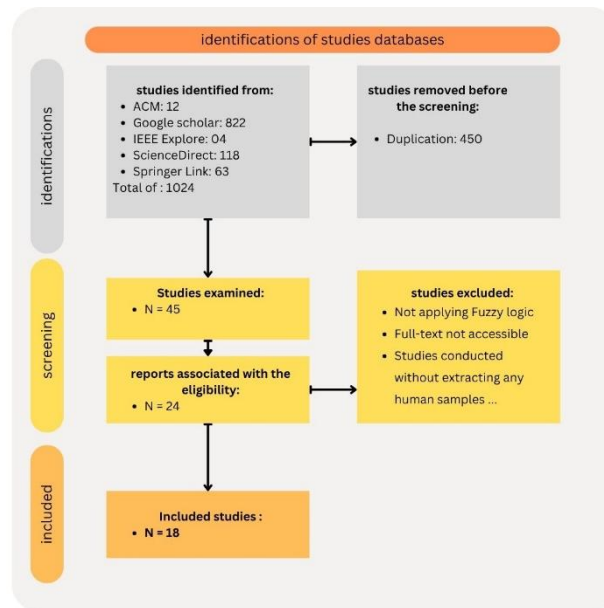 identifications of studies databases
identifications
studies identified from:
• ACM: 12
• Google scholar: 822
• IEEE Explore: 04
• ScienceDirect: 118
• Springer Link: 63
Total of : 1024
studies removed before
the screening:
• Duplication: 450
screening
Studies examined:
• N = 45
reports associated with the
eligibility:
• N = 24
studies excluded:
• Not applying Fuzzy logic
• Full-text not accessible
• Studies conducted
without extracting any
human samples ...
included
Included studies :
• N = 18